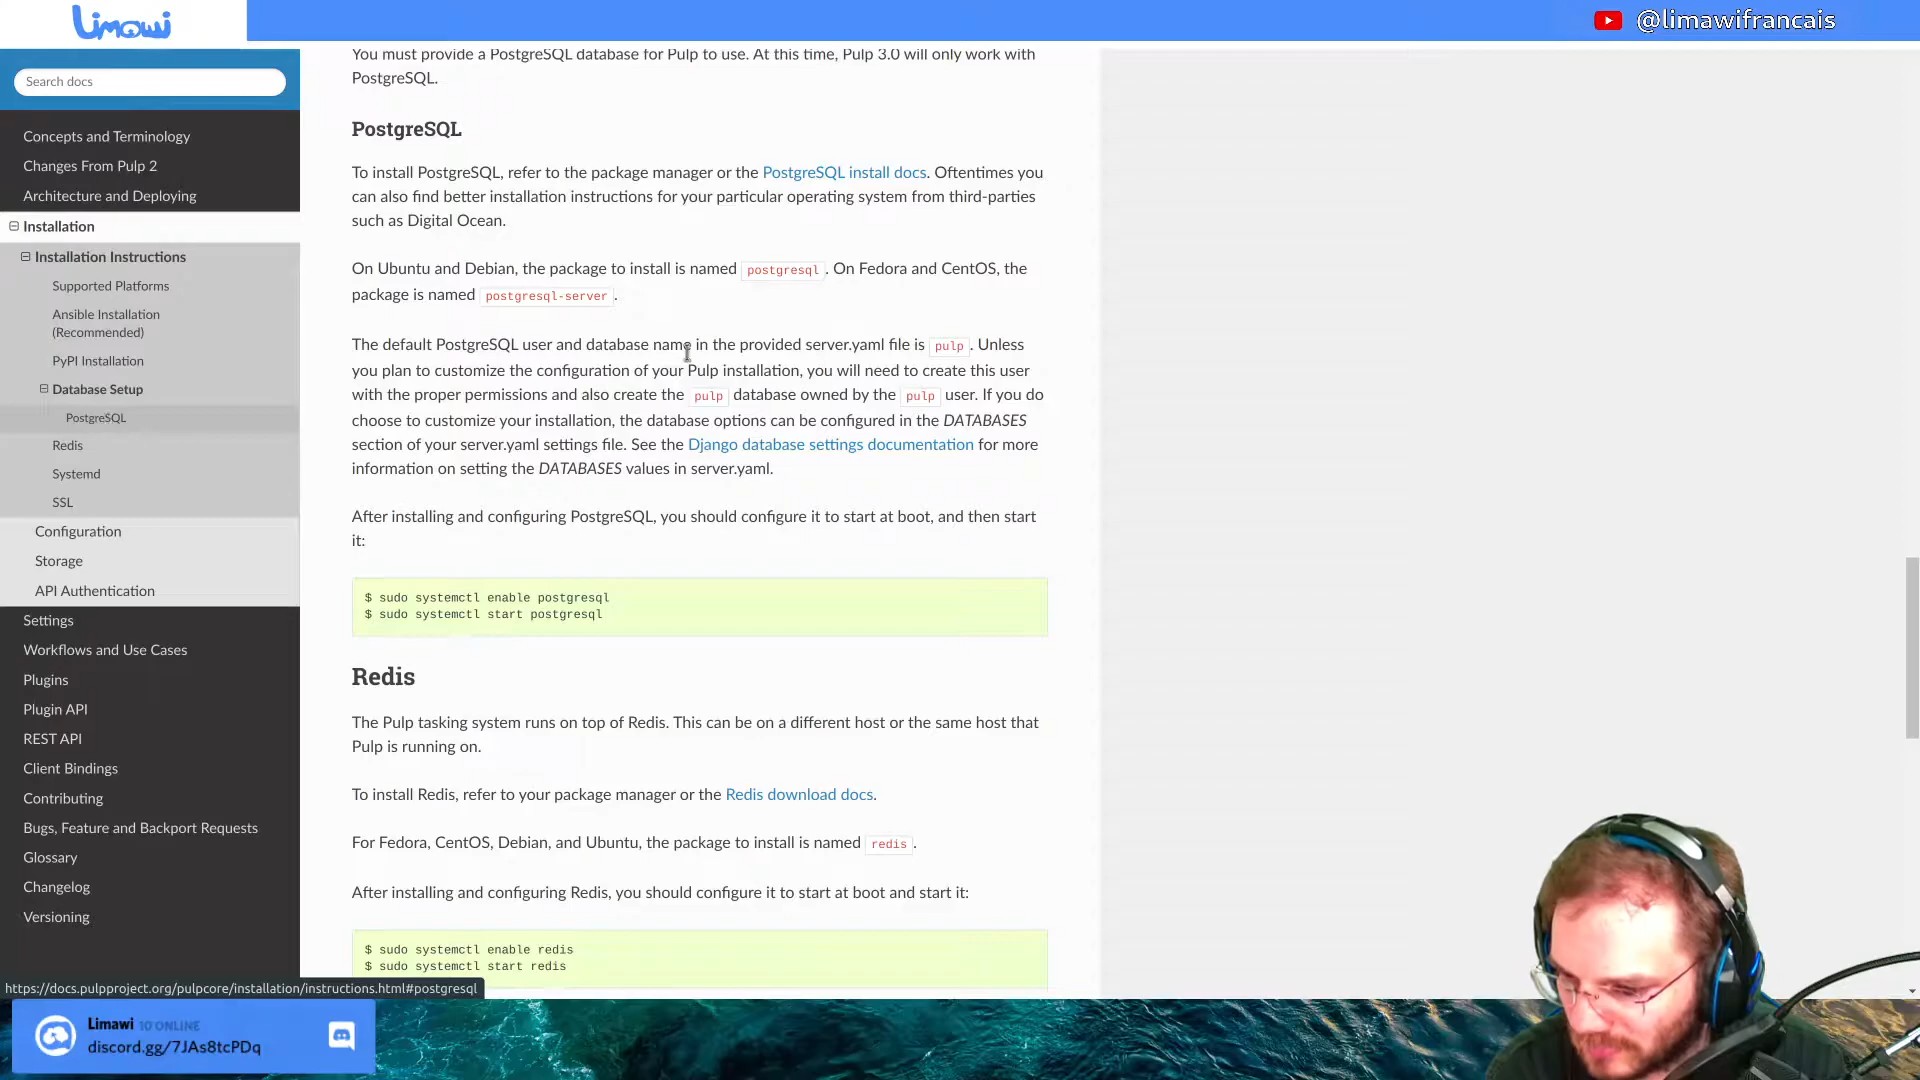 Limawi
@limawifrancais
Search docs
Concepts and Terminology
Changes From Pulp 2
Architecture and Deploying
Installation
Installation Instructions
Supported Platforms
Ansible Installation
(Recommended)
PyPI Installation
Database Setup
PostgreSQL
Redis
Systemd
SSL
Configuration
Storage
API Authentication
Settings
Workflows and Use Cases
Plugins
Plugin API
REST API
Client Bindings
Contributing
Bugs, Feature and Backport Requests
Glossary
Changelog
Versioning
You must provide a PostgreSQL database for Pulp to use. At this time, Pulp 3.0 will only work with
PostgreSQL.
PostgreSQL
To install PostgreSQL, refer to the package manager or the PostgreSQL install docs. Oftentimes you
can also find better installation instructions for your particular operating system from third-parties
such as Digital Ocean.
On Ubuntu and Debian, the package to install is named postgresql. On Fedora and CentOS, the
package is named postgresql-server.
The default PostgreSQL user and database name in the provided server.yaml file is pulp. Unless
you plan to customize the configuration of your Pulp installation, you will need to create this user
with the proper permissions and also create the pulp database owned by the pulp user. If you do
choose to customize your installation, the database options can be configured in the DATABASES
section of your server.yaml settings file. See the Django database settings documentation for more
information on setting the DATABASES values in server.yaml.
After installing and configuring PostgreSQL, you should configure it to start at boot, and then start
it:
$ sudo systemctl enable postgresql
$ sudo systemctl start postgresql
Redis
The Pulp tasking system runs on top of Redis. This can be on a different host or the same host that
Pulp is running on.
To install Redis, refer to your package manager or the Redis download docs.
For Fedora, CentOS, Debian, and Ubuntu, the package to install is named redis.
After installing and configuring Redis, you should configure it to start at boot and start it:
$ sudo systemctl enable redis
$ sudo systemctl start redis
https://docs.pulpproject.org/pulpcore/installation/instructions.html#postgresql
Limawi 10 ONLINE
discord.gg/7JAs8tcPDq